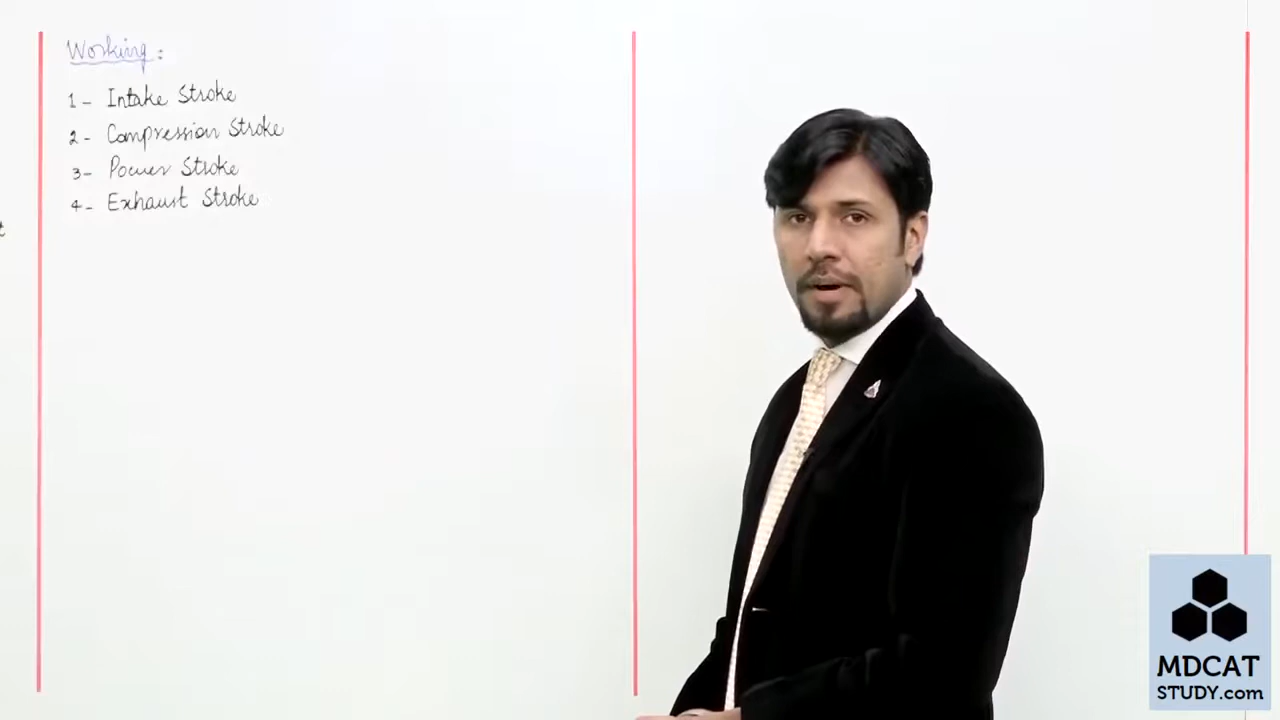 Working :
1- Intake Stroke
2- Compression Stroke
3- Power Stroke
4- Exhaust Stroke
MDCAT
STUDY.com